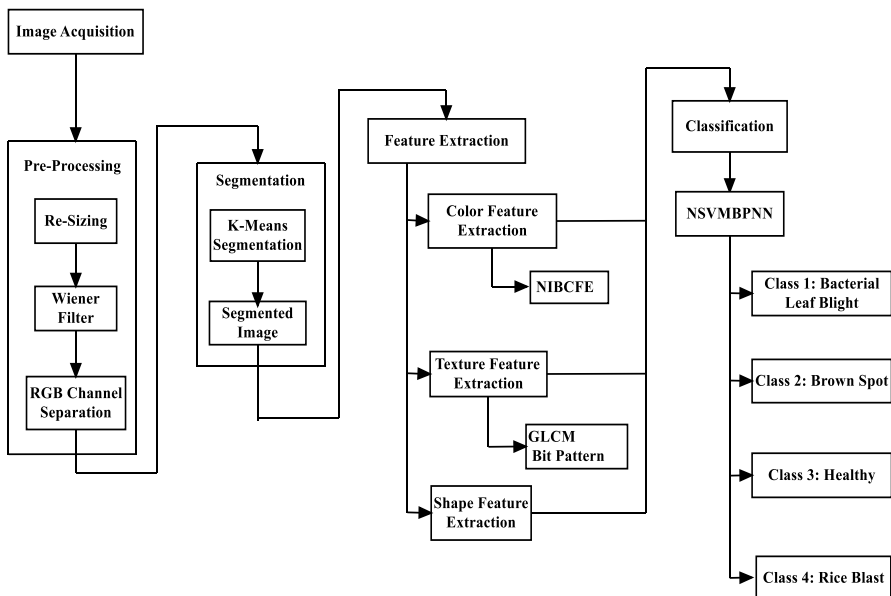 Image Acquisition
Pre-Processing
Re-Sizing
Wiener
Filter
RGB Channel
Separation
Segmentation
K-Means
Segmentation
Segmented
Image
Feature Extraction
Color Feature
Extraction
NIBCFE
Texture Feature
Extraction
GLCM
Bit Pattern
Shape Feature
Extraction
Classification
NSVMBPNN
Class 1: Bacterial
Leaf Blight
Class 2: Brown Spot
Class 3: Healthy
Class 4: Rice Blast